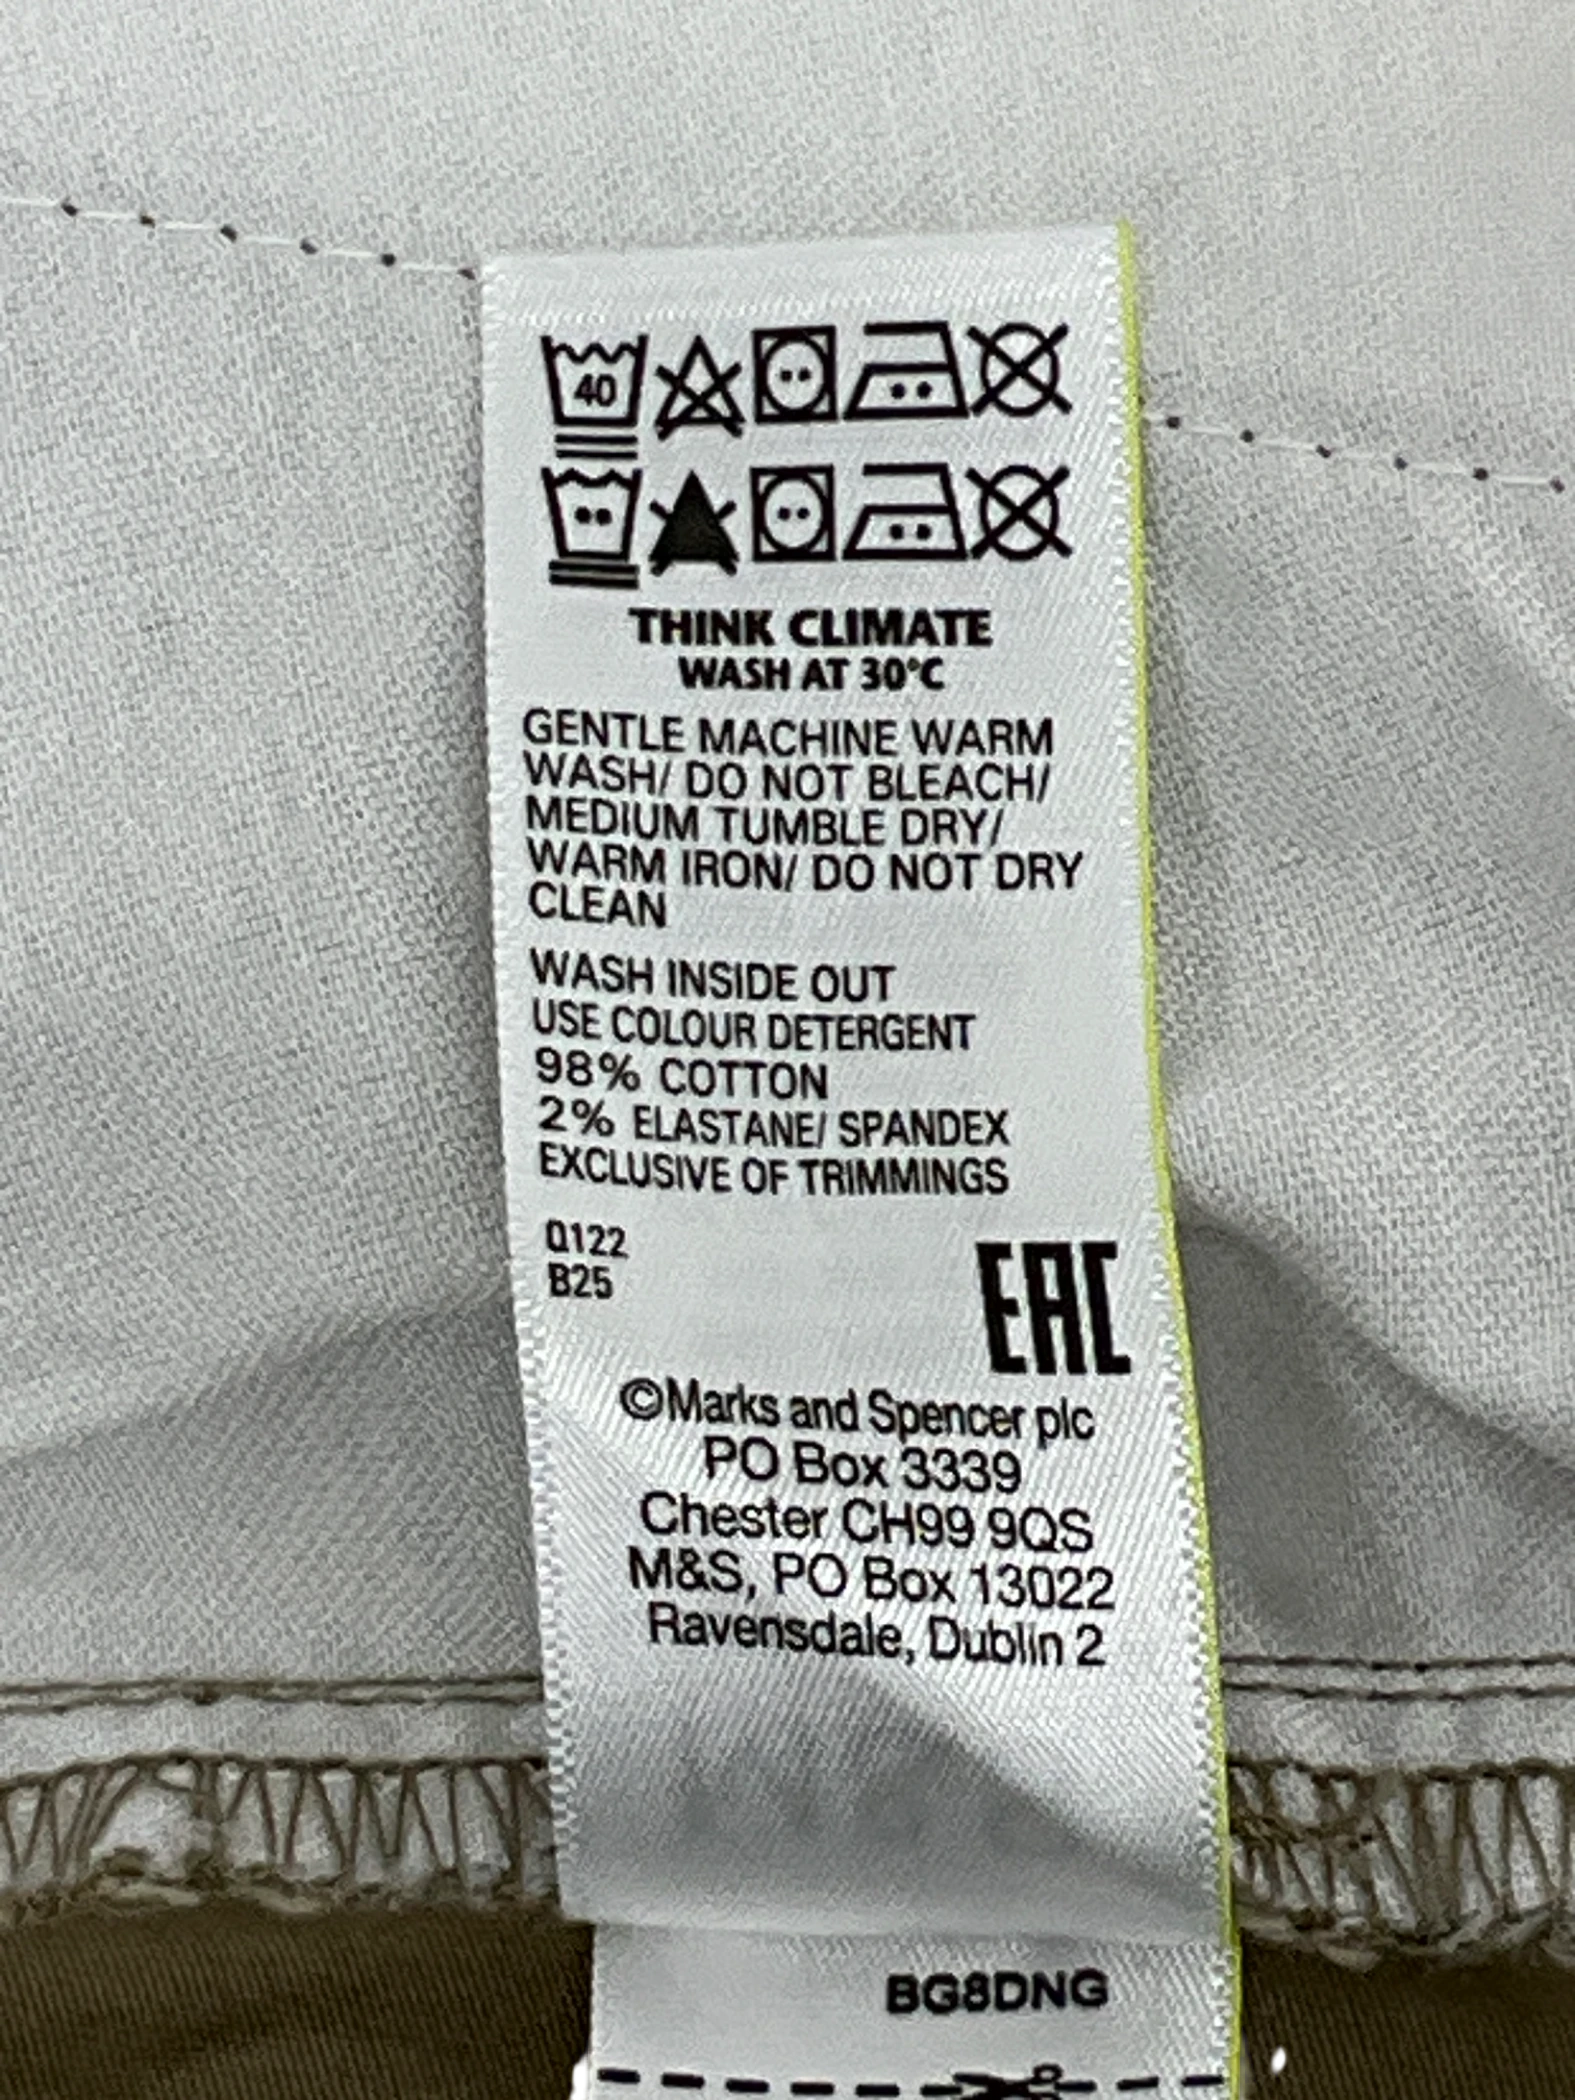 40
THINK CLIMATE
WASH AT 30°C
GENTLE MACHINE WARM
WASH/ DO NOT BLEACH/
MEDIUM TUMBLE DRY/
WARM IRON/ DO NOT DRY
CLEAN
WASH INSIDE OUT
USE COLOUR DETERGENT
98% COTTON
2% ELASTANE/ SPANDEX
EXCLUSIVE OF TRIMMINGS
Q122
B25
EAC
©Marks and Spencer plc
PO Box 3339
Chester CH99 9QS
M&S, PO Box 13022
Ravensdale, Dublin 2
BG8DNG